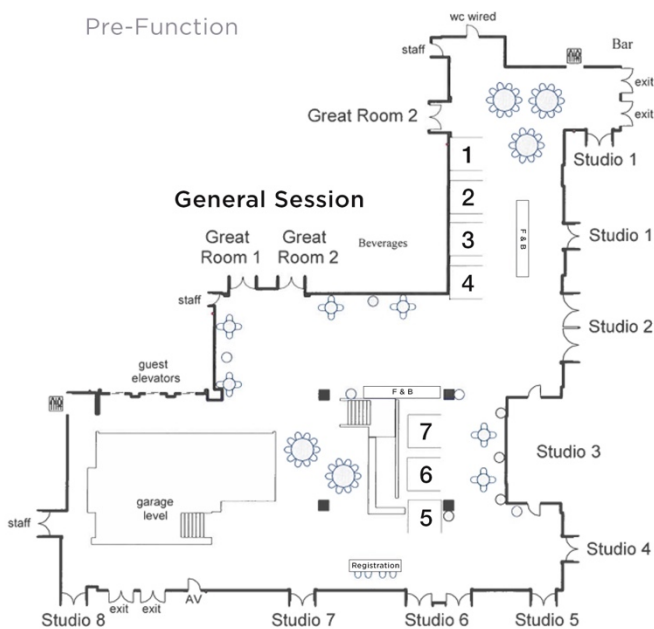 Pre-Function
wc wired
staff
Bar
exit
exit
Great Room 2
1
Studio 1
2
General Session
3
F & B
Studio 1
Great
Room 1
Great
Room 2
Beverages
4
staff
Studio 2
guest
elevators
F & B
7
Studio 3
6
garage
level
5
staff
Studio 4
Registration
exit
exit
AV
Studio 8
Studio 7
Studio 6
Studio 5